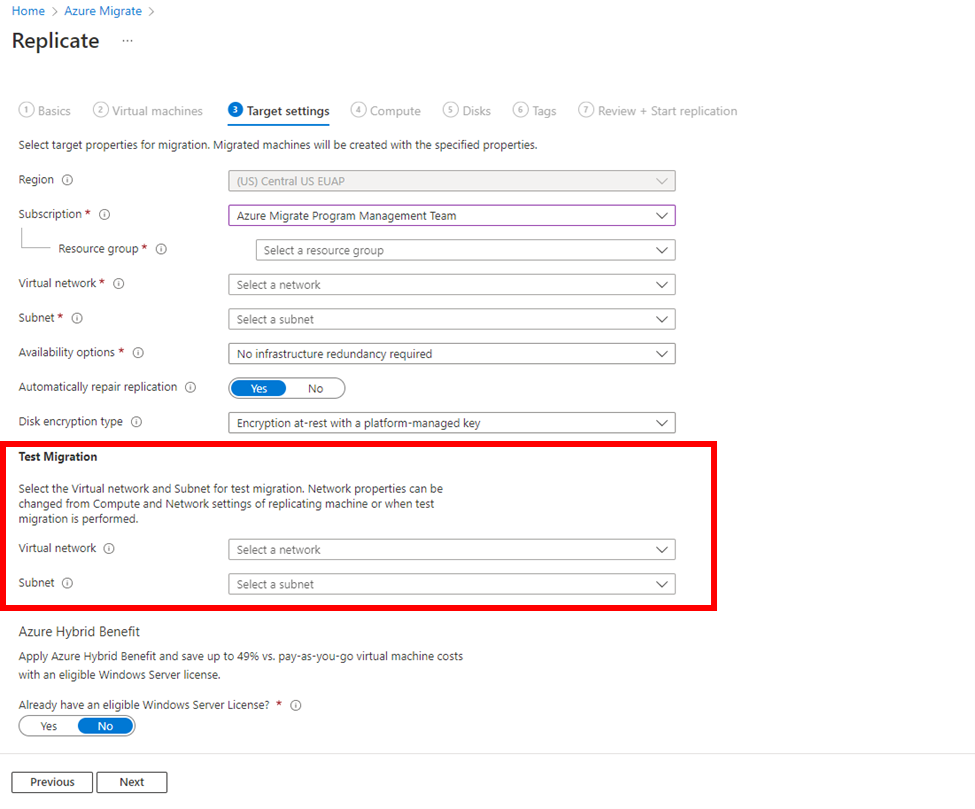 Home > Azure Migrate >
Replicate ...
1 Basics 2 Virtual machines 3 Target settings 4 Compute 5 Disks 6 Tags 7 Review + Start replication
Select target properties for migration. Migrated machines will be created with the specified properties.
Region (US) Central US EUAP
Subscription * Azure Migrate Program Management Team
Resource group * Select a resource group
Virtual network * Select a network
Subnet * Select a subnet
Availability options * No infrastructure redundancy required
Automatically repair replication Yes No
Disk encryption type Encryption at-rest with a platform-managed key
Test Migration
Select the Virtual network and Subnet for test migration. Network properties can be
changed from Compute and Network settings of replicating machine or when test
migration is performed.
Virtual network Select a network
Subnet Select a subnet
Azure Hybrid Benefit
Apply Azure Hybrid Benefit and save up to 49% vs. pay-as-you-go virtual machine costs
with an eligible Windows Server license.
Already have an eligible Windows Server License? *
Yes No
Previous Next